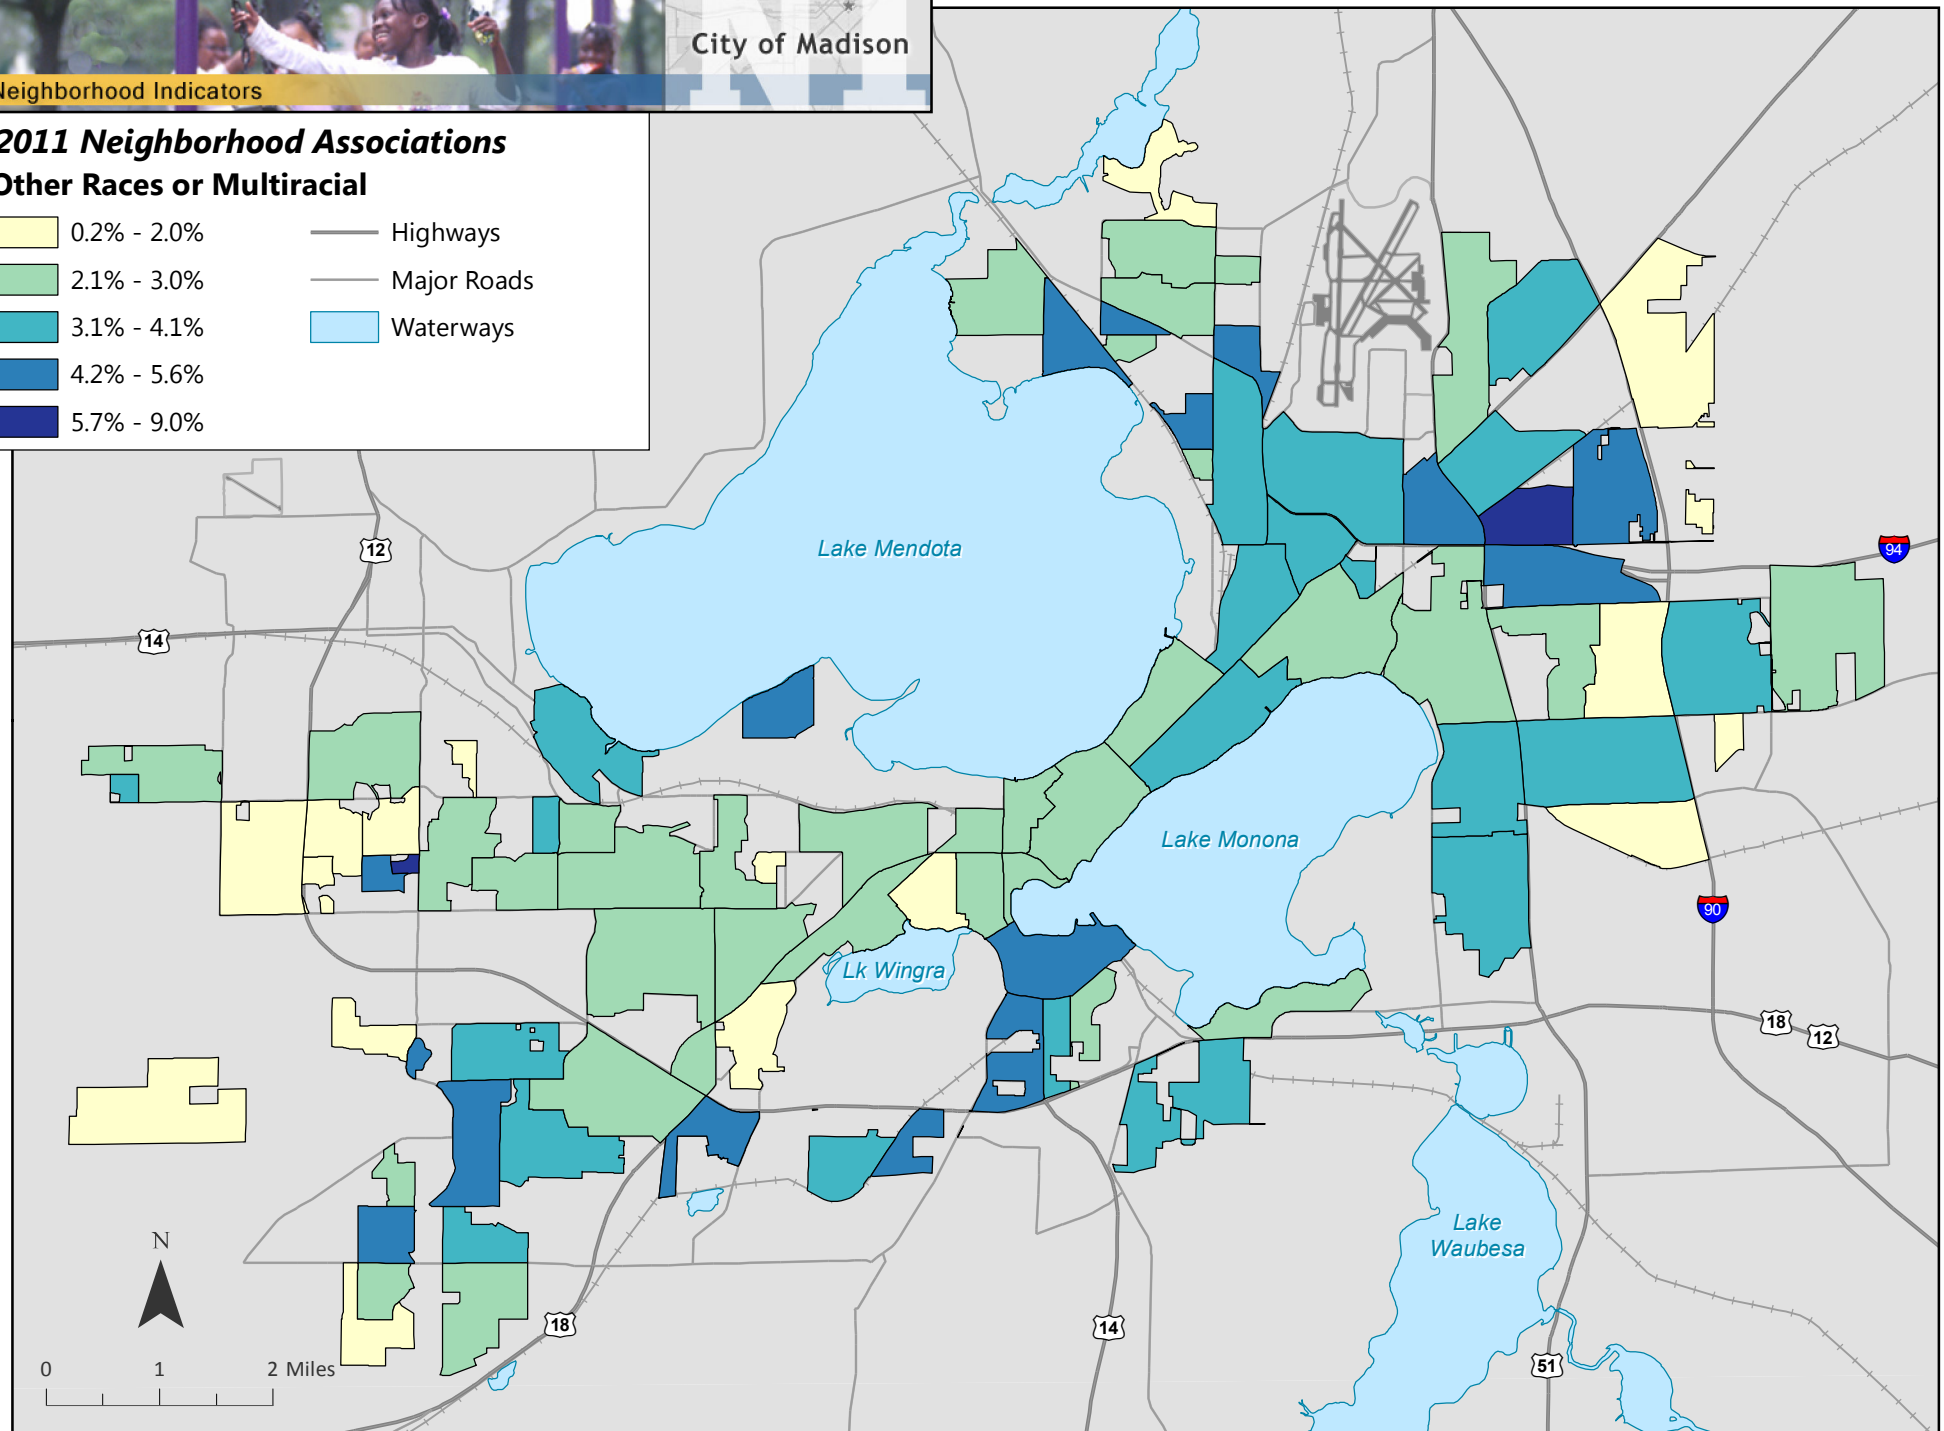 City of Madison
Neighborhood Indicators
2011 Neighborhood Associations
Other Races or Multiracial
0.2% - 2.0%
2.1% - 3.0%
3.1% - 4.1%
4.2% - 5.6%
5.7% - 9.0%
Highways
Major Roads
Waterways
12
14
94
Lake Mendota
Lake Monona
Lk Wingra
90
18
12
Lake
Waubesa
N
0 1 2 Miles
18
14
51